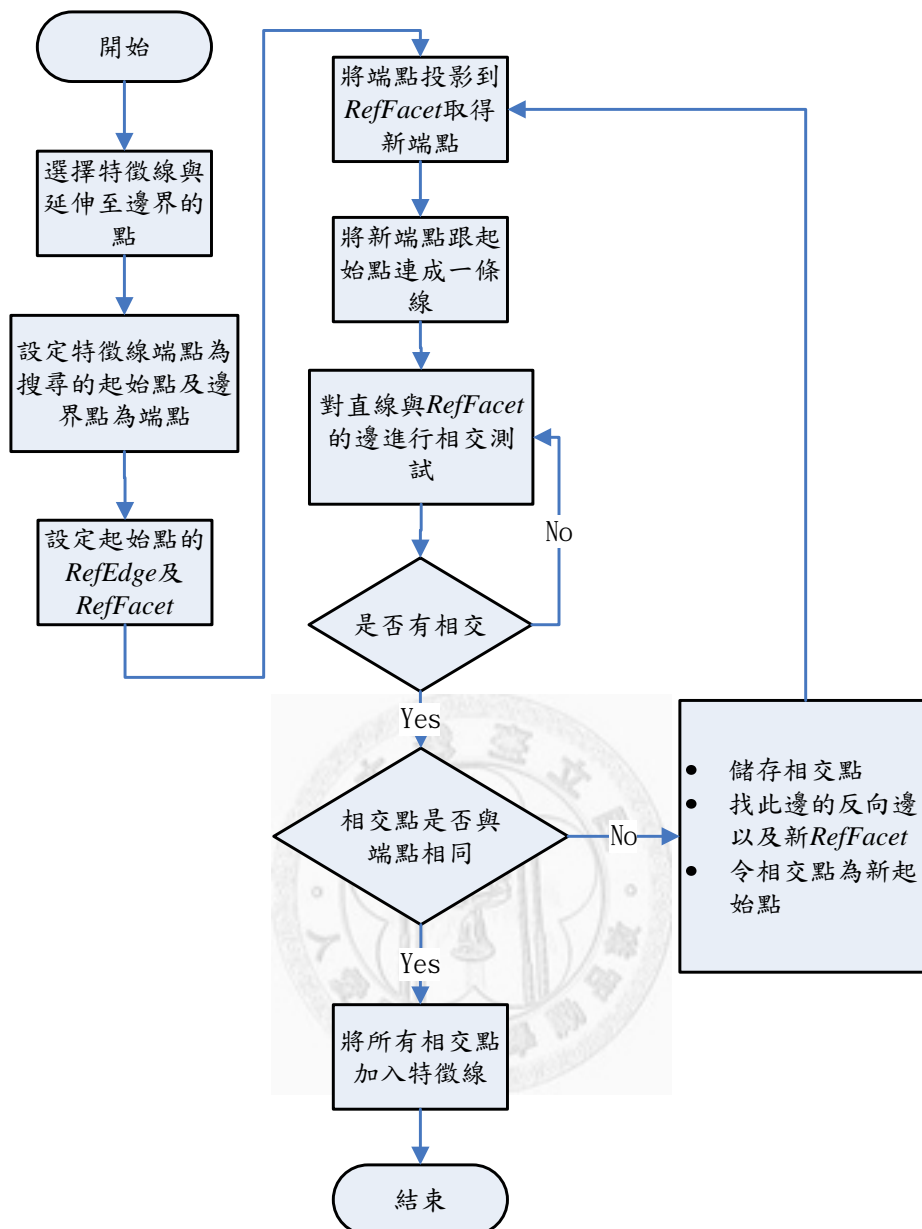 開始
選擇特徵線與
延伸至邊界的
點
設定特徵線端點為
搜尋的起始點及邊
界點為端點
設定起始點的
RefEdge及
RefFacet
將端點投影到
RefFacet取得
新端點
將新端點跟起
始點連成一條
線
對直線與RefFacet
的邊進行相交測
試
No
是否有相交
Yes
相交點是否與
端點相同
No
• 儲存相交點
• 找此邊的反向邊
以及新RefFacet
• 令相交點為新起
始點
Yes
將所有相交點
加入特徵線
結束